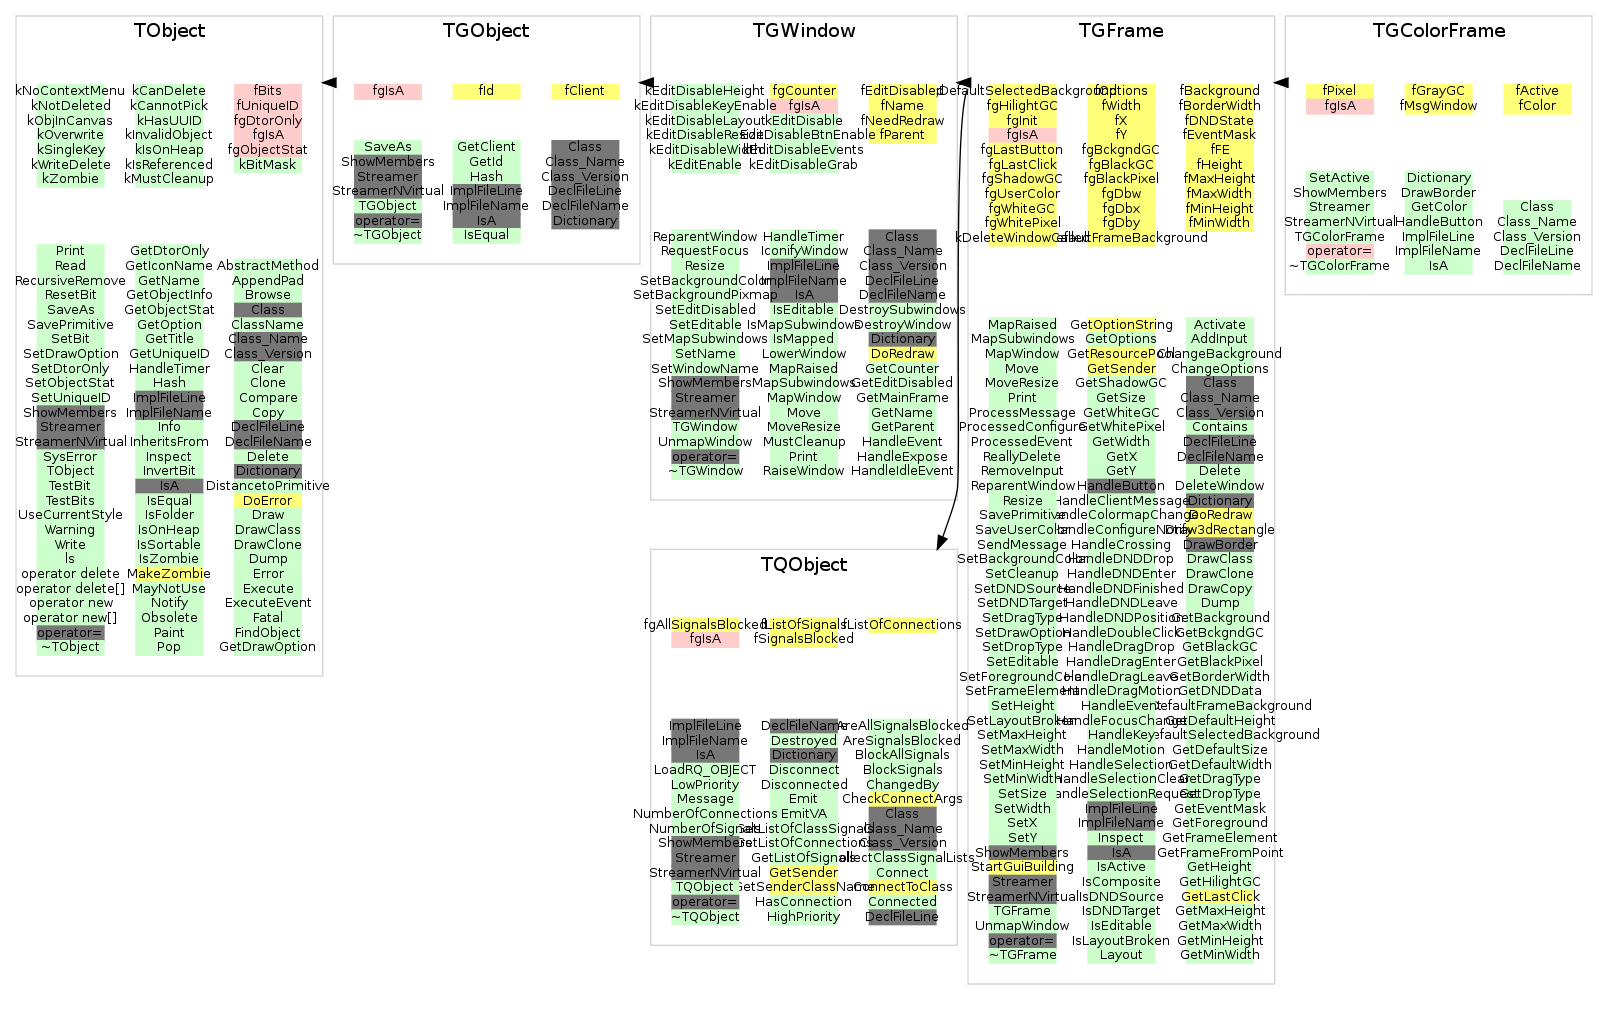 TObject
kNoContextMenu kCanDelete fBits
kNotDeleted kCannotPick fUniqueID
kObjInCanvas kHasUUID fgDtorOnly
kOverwrite kInvalidObject fgIsA
kSingleKey kIsOnHeap fgObjectStat
kWriteDelete kIsReferenced kBitMask
kZombie kMustCleanup
Print GetDtorOnly
Read GetIconName AbstractMethod
RecursiveRemove GetName AppendPad
ResetBit GetObjectInfo Browse
SaveAs GetObjectStat Class
SavePrimitive GetOption ClassName
SetBit GetTitle Class_Name
SetDrawOption GetUniqueID Class_Version
SetDtorOnly HandleTimer Clear
SetObjectStat Hash Clone
SetUniqueID ImplFileLine Compare
ShowMembers ImplFileName Copy
Streamer Info DeclFileLine
StreamerNVirtual InheritsFrom DeclFileName
SysError Inspect Delete
TObject InvertBit Dictionary
TestBit IsA DistancetoPrimitive
TestBits IsEqual DoError
UseCurrentStyle IsFolder Draw
Warning IsOnHeap DrawClass
Write IsSortable DrawClone
ls IsZombie Dump
operator delete MakeZombie Error
operator delete[] MayNotUse Execute
operator new Notify ExecuteEvent
operator new[] Obsolete Fatal
operator= Paint FindObject
~TObject Pop GetDrawOption
TGObject
fgIsA fId fClient
SaveAs GetClient Class
ShowMembers GetId Class_Name
Streamer Hash Class_Version
StreamerNVirtual ImplFileLine DeclFileLine
TGObject ImplFileName DeclFileName
operator= IsA Dictionary
~TGObject IsEqual
TGWindow
kEditDisableHeight fgCounter fEditDisabled
kEditDisableKeyEnable fgIsA fName
kEditDisableLayout kEditDisable fNeedRedraw
kEditDisableResize kEditDisableBtnEnable fParent
kEditDisableWidth kEditDisableEvents
kEditEnable kEditDisableGrab
ReparentWindow HandleTimer Class
RequestFocus IconifyWindow Class_Name
Resize ImplFileLine Class_Version
SetBackgroundColor ImplFileName DeclFileLine
SetBackgroundPixmap IsA DeclFileName
SetEditDisabled IsEditable DestroySubwindows
SetEditable IsMapSubwindows DestroyWindow
SetMapSubwindows IsMapped Dictionary
SetName LowerWindow DoRedraw
SetWindowName MapRaised GetCounter
ShowMembers MapSubwindows GetEditDisabled
Streamer MapWindow GetMainFrame
StreamerNVirtual Move GetName
TGWindow MoveResize GetParent
UnmapWindow MustCleanup HandleEvent
operator= Print HandleExpose
~TGWindow RaiseWindow HandleIdleEvent
TQObject
fgAllSignalsBlocked fListOfSignals fListOfConnections
fgIsA fSignalsBlocked
ImplFileLine DeclFileName AreAllSignalsBlocked
ImplFileName Destroyed AreSignalsBlocked
IsA Dictionary BlockAllSignals
LoadRQ_OBJECT Disconnect BlockSignals
LowPriority Disconnected ChangedBy
Message Emit CheckConnectArgs
NumberOfConnections EmitVA Class
NumberOfSignals GetListOfClassSignals Class_Name
ShowMembers GetListOfConnections Class_Version
Streamer GetListOfSignals CollectClassSignalLists
StreamerNVirtual GetSender Connect
TQObject GetSenderClassName ConnectToClass
operator= HasConnection Connected
~TQObject HighPriority DeclFileLine
TGFrame
fgDefaultSelectedBackground fOptions fBackground
fgHilightGC fWidth fBorderWidth
fgInit fX fDNDState
fgIsA fY fEventMask
fgLastButton fgBckgndGC fFE
fgLastClick fgBlackGC fHeight
fgShadowGC fgBlackPixel fMaxHeight
fgUserColor fgDbw fMaxWidth
fgWhiteGC fgDbx fMinHeight
fgWhitePixel fgDby fMinWidth
kDeleteWindowCalled fgDefaultFrameBackground
MapRaised GetOptionString Activate
MapSubwindows GetOptions AddInput
MapWindow GetResourcePool ChangeBackground
Move GetSender ChangeOptions
MoveResize GetShadowGC Class
Print GetSize Class_Name
ProcessMessage GetWhiteGC Class_Version
ProcessedConfigure GetWhitePixel Contains
ProcessedEvent GetWidth DeclFileLine
ReallyDelete GetX DeclFileName
RemoveInput GetY Delete
ReparentWindow HandleButton DeleteWindow
Resize HandleClientMessage Dictionary
SavePrimitive HandleColormapChange DoRedraw
SaveUserColor HandleConfigureNotify Draw3dRectangle
SendMessage HandleCrossing DrawBorder
SetBackgroundColor HandleDNDDrop DrawClass
SetCleanup HandleDNDEnter DrawClone
SetDNDSource HandleDNDFinished DrawCopy
SetDNDTarget HandleDNDLeave Dump
SetDragType HandleDNDPosition GetBackground
SetDrawOption HandleDoubleClick GetBckgndGC
SetDropType HandleDragDrop GetBlackGC
SetEditable HandleDragEnter GetBlackPixel
SetForegroundColor HandleDragLeave GetBorderWidth
SetFrameElement HandleDragMotion GetDNDData
SetHeight HandleEvent GetDefaultFrameBackground
SetLayoutBroken HandleFocusChange GetDefaultHeight
SetMaxHeight HandleKey GetDefaultSelectedBackground
SetMaxWidth HandleMotion GetDefaultSize
SetMinHeight HandleSelection GetDefaultWidth
SetMinWidth HandleSelectionClear GetDragType
SetSize HandleSelectionRequest GetDropType
SetWidth ImplFileLine GetEventMask
SetX ImplFileName GetForeground
SetY Inspect GetFrameElement
ShowMembers IsA GetFrameFromPoint
StartGuiBuilding IsActive GetHeight
Streamer IsComposite GetHilightGC
StreamerNVirtual IsDNDSource GetLastClick
TGFrame IsDNDTarget GetMaxHeight
UnmapWindow IsEditable GetMaxWidth
operator= IsLayoutBroken GetMinHeight
~TGFrame Layout GetMinWidth
TGColorFrame
fPixel fGrayGC fActive
fgIsA fMsgWindow fColor
SetActive Dictionary
ShowMembers DrawBorder
Streamer GetColor Class
StreamerNVirtual HandleButton Class_Name
TGColorFrame ImplFileLine Class_Version
operator= ImplFileName DeclFileLine
~TGColorFrame IsA DeclFileName